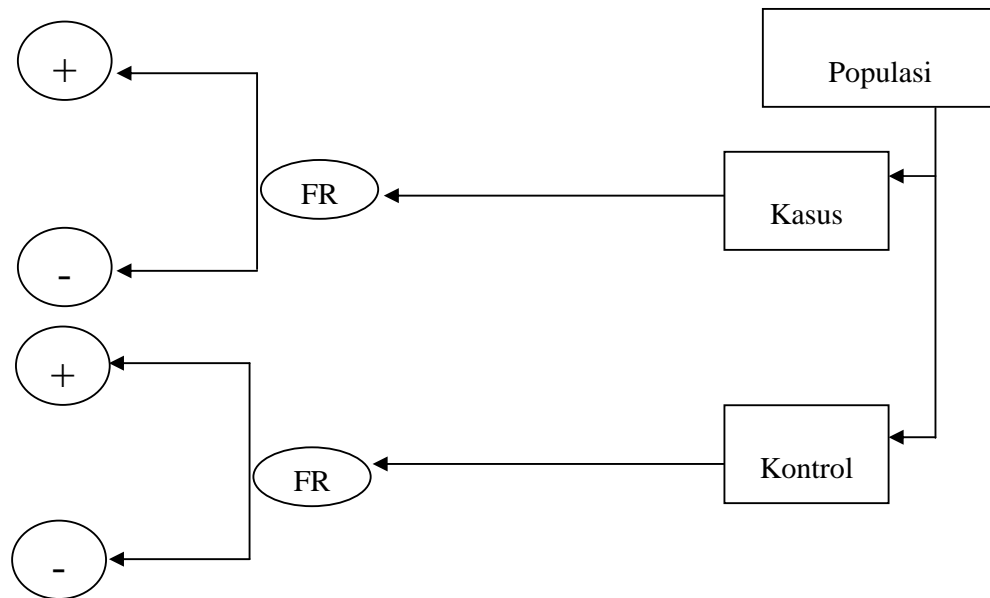 +
Populasi
FR
Kasus
-
+
FR
Kontrol
-